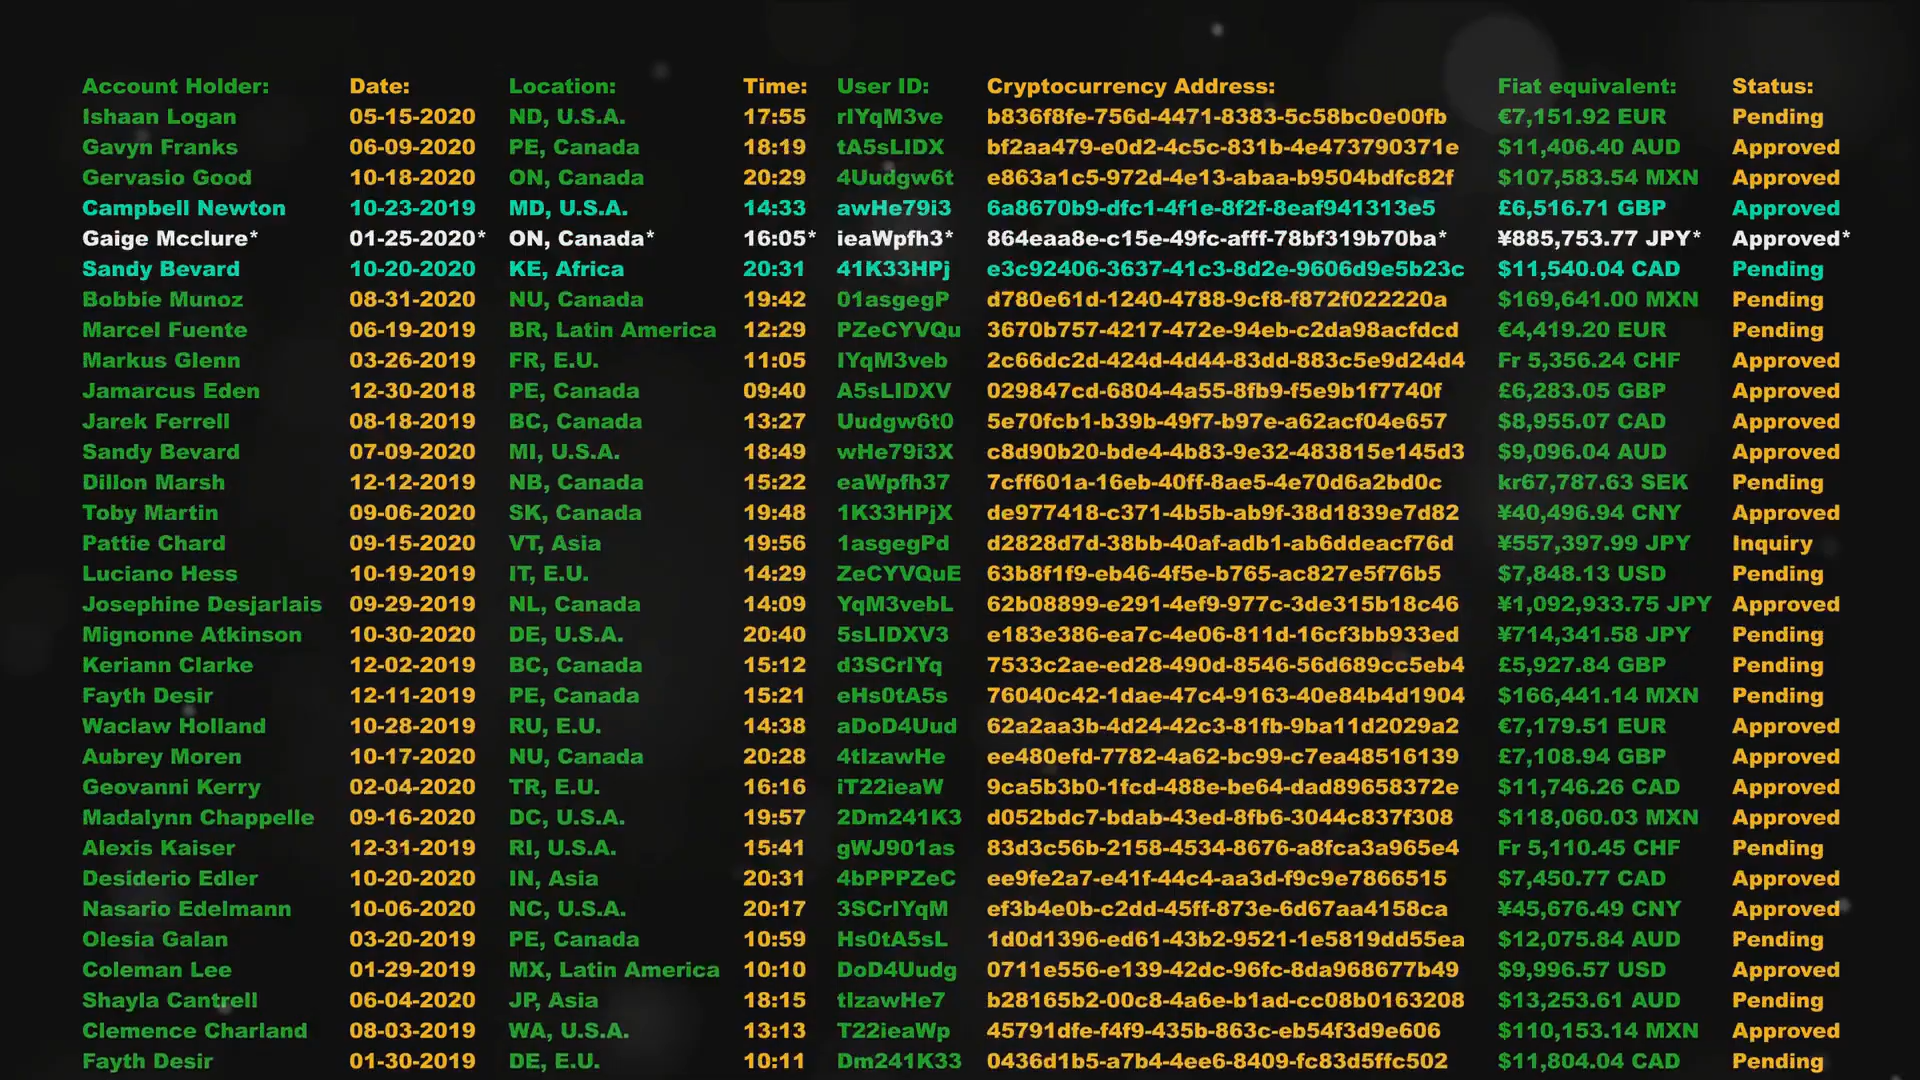 Account Holder: Date: Location: Time: User ID: Cryptocurrency Address: Fiat equivalent: Status:
Ishaan Logan 05-15-2020 ND, U.S.A. 17:55 rIYqM3ve b836f8fe-756d-4471-8383-5c58bc0e00fb €7,151.92 EUR Pending
Gavyn Franks 06-09-2020 PE, Canada 18:19 tA5sLIDX bf2aa479-e0d2-4c5c-831b-4e473790371e $11,406.40 AUD Approved
Gervasio Good 10-18-2020 ON, Canada 20:29 4Uudgw6t e863a1c5-972d-4e13-abaa-b9504bdfc82f $107,583.54 MXN Approved
Campbell Newton 10-23-2019 MD, U.S.A. 14:33 awHe79i3 6a8670b9-dfc1-4f1e-8f2f-8eaf941313e5 £6,516.71 GBP Approved
Gaige Mcclure* 01-25-2020* ON, Canada* 16:05* ieaWpfh3* 864eaa8e-c15e-49fc-afff-78bf319b70ba* ¥885,753.77 JPY* Approved*
Sandy Bevard 10-20-2020 KE, Africa 20:31 41K33HPj e3c92406-3637-41c3-8d2e-9606d9e5b23c $11,540.04 CAD Pending
Bobbie Munoz 08-31-2020 NU, Canada 19:42 01asgegP d780e61d-1240-4788-9cf8-f872f022220a $169,641.00 MXN Pending
Marcel Fuente 06-19-2019 BR, Latin America 12:29 PZeCYVQu 3670b757-4217-472e-94eb-c2da98acfdcd €4,419.20 EUR Pending
Markus Glenn 03-26-2019 FR, E.U. 11:05 IYqM3veb 2c66dc2d-424d-4d44-83dd-883c5e9d24d4 Fr 5,356.24 CHF Approved
Jamarcus Eden 12-30-2018 PE, Canada 09:40 A5sLIDXV 029847cd-6804-4a55-8fb9-f5e9b1f7740f £6,283.05 GBP Approved
Jarek Ferrell 08-18-2019 BC, Canada 13:27 Uudgw6t0 5e70fcb1-b39b-49f7-b97e-a62acf04e657 $8,955.07 CAD Approved
Sandy Bevard 07-09-2020 MI, U.S.A. 18:49 wHe79i3X c8d90b20-bde4-4b83-9e32-483815e145d3 $9,096.04 AUD Approved
Dillon Marsh 12-12-2019 NB, Canada 15:22 eaWpfh37 7cff601a-16eb-40ff-8ae5-4e70d6a2bd0c kr67,787.63 SEK Pending
Toby Martin 09-06-2020 SK, Canada 19:48 1K33HPjX de977418-c371-4b5b-ab9f-38d1839e7d82 ¥40,496.94 CNY Approved
Pattie Chard 09-15-2020 VT, Asia 19:56 1asgegPd d2828d7d-38bb-40af-adb1-ab6ddeacf76d ¥557,397.99 JPY Inquiry
Luciano Hess 10-19-2019 IT, E.U. 14:29 ZeCYVQuE 63b8f1f9-eb46-4f5e-b765-ac827e5f76b5 $7,848.13 USD Pending
Josephine Desjarlais 09-29-2019 NL, Canada 14:09 YqM3vebL 62b08899-e291-4ef9-977c-3de315b18c46 ¥1,092,933.75 JPY Approved
Mignonne Atkinson 10-30-2020 DE, U.S.A. 20:40 5sLIDXV3 e183e386-ea7c-4e06-811d-16cf3bb933ed ¥714,341.58 JPY Pending
Keriann Clarke 12-02-2019 BC, Canada 15:12 d3SCrIYq 7533c2ae-ed28-490d-8546-56d689cc5eb4 £5,927.84 GBP Pending
Fayth Desir 12-11-2019 PE, Canada 15:21 eHs0tA5s 76040c42-1dae-47c4-9163-40e84b4d1904 $166,441.14 MXN Pending
Waclaw Holland 10-28-2019 RU, E.U. 14:38 aDoD4Uud 62a2aa3b-4d24-42c3-81fb-9ba11d2029a2 €7,179.51 EUR Approved
Aubrey Moren 10-17-2020 NU, Canada 20:28 4tIzawHe ee480efd-7782-4a62-bc99-c7ea48516139 £7,108.94 GBP Approved
Geovanni Kerry 02-04-2020 TR, E.U. 16:16 iT22ieaW 9ca5b3b0-1fcd-488e-be64-dad89658372e $11,746.26 CAD Approved
Madalynn Chappelle 09-16-2020 DC, U.S.A. 19:57 2Dm241K3 d052bdc7-bdab-43ed-8fb6-3044c837f308 $118,060.03 MXN Approved
Alexis Kaiser 12-31-2019 RI, U.S.A. 15:41 gWJ901as 83d3c56b-2158-4534-8676-a8fca3a965e4 Fr 5,110.45 CHF Pending
Desiderio Edler 10-20-2020 IN, Asia 20:31 4bPPPZeC ee9fe2a7-e41f-44c4-aa3d-f9c9e7866515 $7,450.77 CAD Approved
Nasario Edelmann 10-06-2020 NC, U.S.A. 20:17 3SCrIYqM ef3b4e0b-c2dd-45ff-873e-6d67aa4158ca ¥45,676.49 CNY Approved
Olesia Galan 03-20-2019 PE, Canada 10:59 Hs0tA5sL 1d0d1396-ed61-43b2-9521-1e5819dd55ea $12,075.84 AUD Pending
Coleman Lee 01-29-2019 MX, Latin America 10:10 DoD4Uudg 0711e556-e139-42dc-96fc-8da968677b49 $9,996.57 USD Approved
Shayla Cantrell 06-04-2020 JP, Asia 18:15 tIzawHe7 b28165b2-00c8-4a6e-b1ad-cc08b0163208 $13,253.61 AUD Pending
Clemence Charland 08-03-2019 WA, U.S.A. 13:13 T22ieaWp 45791dfe-f4f9-435b-863c-eb54f3d9e606 $110,153.14 MXN Approved
Fayth Desir 01-30-2019 DE, E.U. 10:11 Dm241K33 0436d1b5-a7b4-4ee6-8409-fc83d5ffc502 $11,804.04 CAD Pending